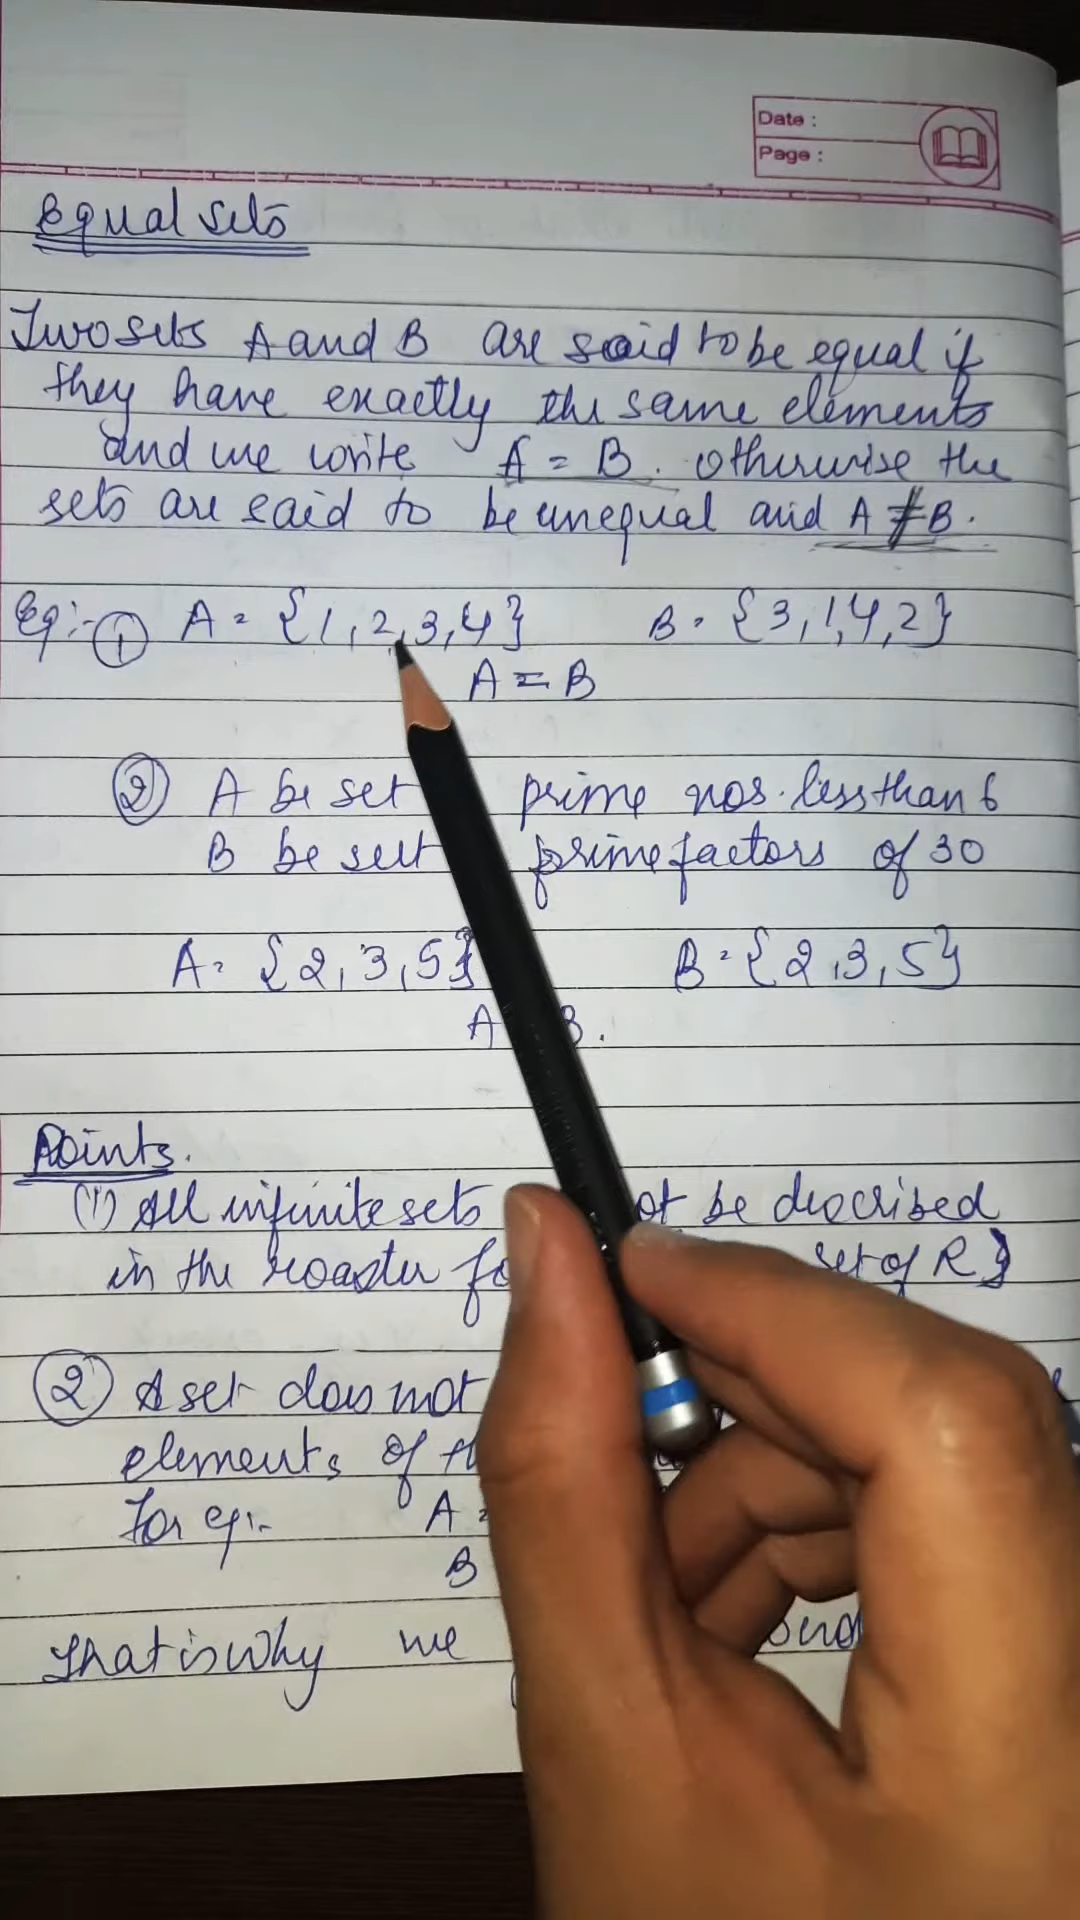 Date :
Page :
Equal Sets
Two sets A and B are said to be equal if
they have exactly the same elements
and we write A = B. otherwise the
sets are said to be unequal and A ≠ B.
Eg:- ① A = {1, 2, 3, 4} B = {3, 1, 4, 2}
A = B
② A be set prime nos. less than 6
B be set prime factors of 30
A = {2, 3, 5} B = {2, 3, 5}
A B.
Points.
(1) All infinite sets be described
in the roaster set of R}
② A set does not
elements of
For eg:- A =
B
That is why we